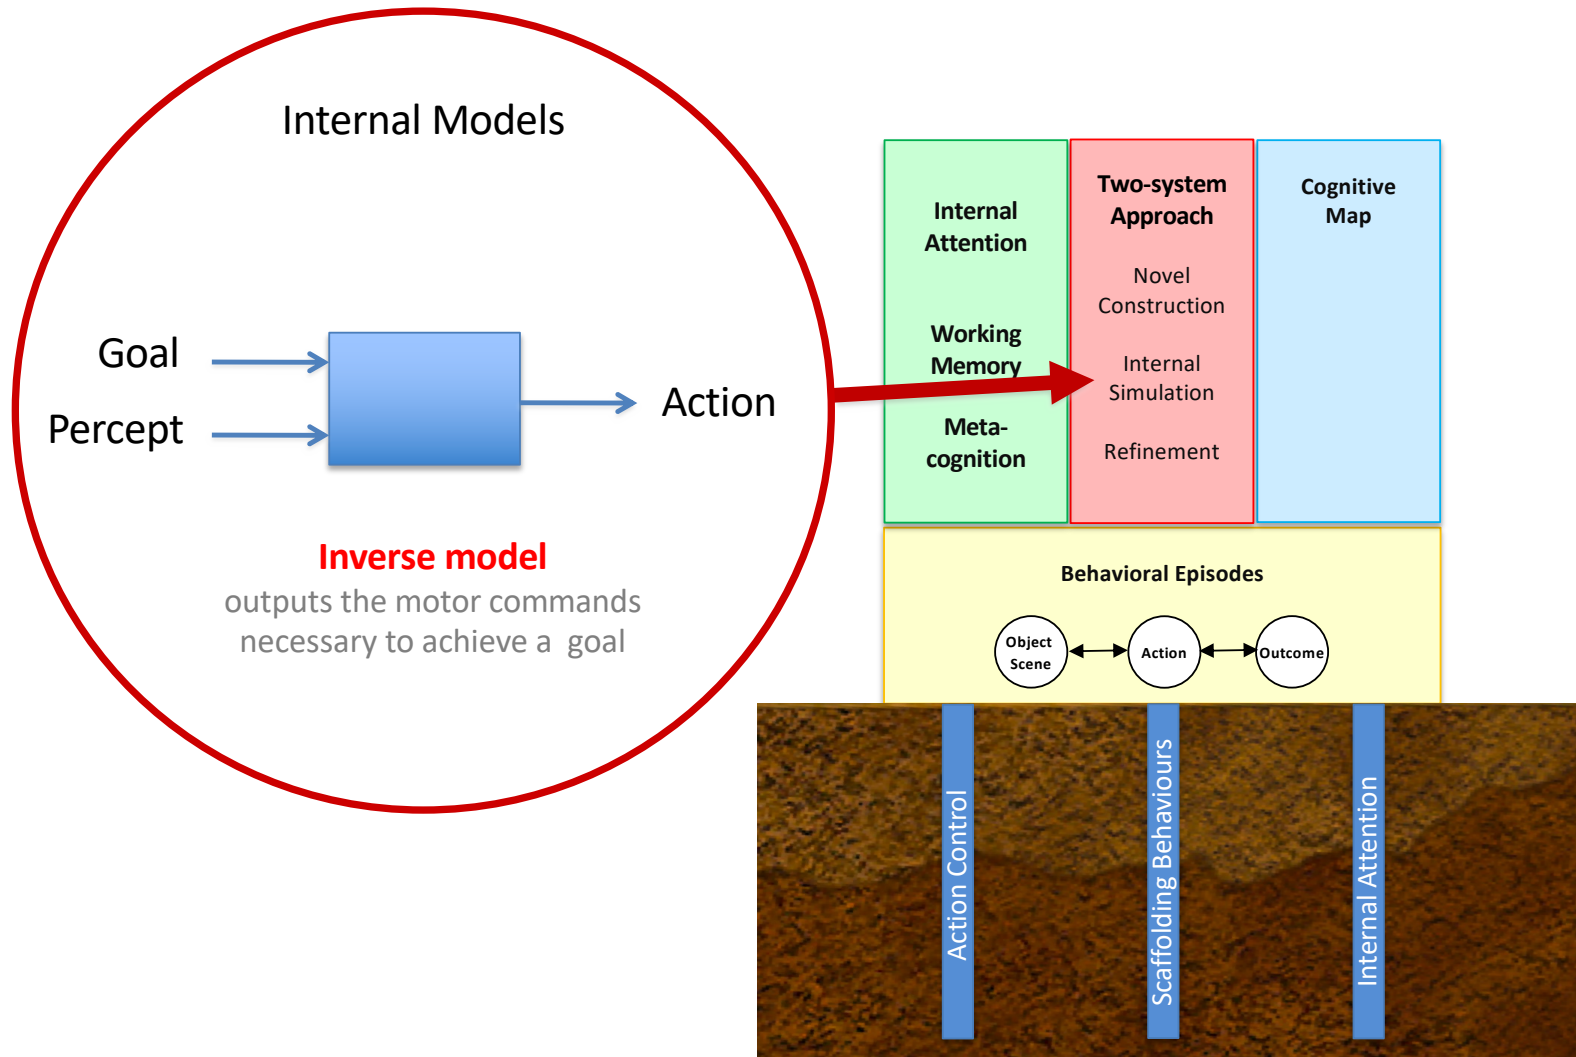 Internal Models
Goal
Percept
Action
Inverse model
outputs the motor commands
necessary to achieve a  goal
Internal
Attention
Working
Memory
Meta-
cognition
Two-system
Approach
Novel
Construction
Internal
Simulation
Refinement
Cognitive
Map
Behavioral Episodes
Object
Scene
Action
Outcome
Action Control
Scaffolding Behaviours
Internal Attention